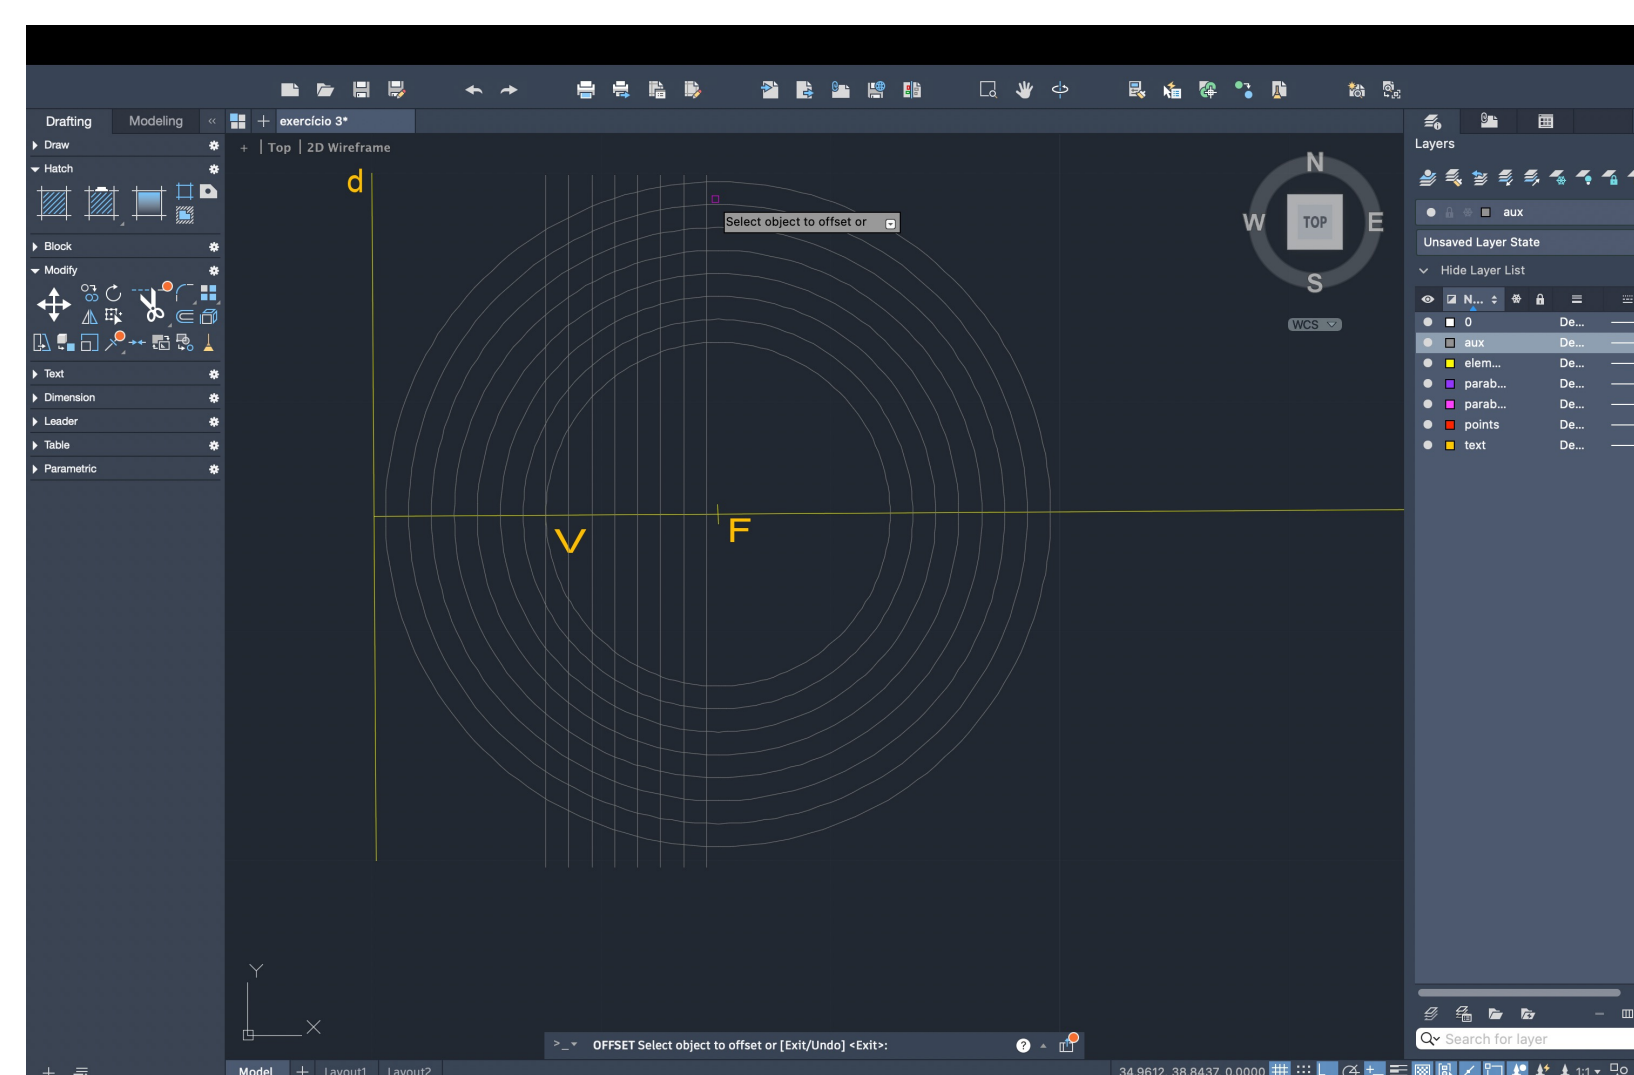 Drafting Modeling
exercício 3*
Draw
Hatch
Block
Modify
Text
Dimension
Leader
Table
Parametric
+ | Top | 2D Wireframe
d
Select object to offset or
V
F
N
W TOP E
S
WCS
Y
X
>_ OFFSET Select object to offset or [Exit/Undo] <Exit>:
Model + Layout1 Layout2
34.9612, 38.8437, 0.0000
1:1
Layers
aux
Unsaved Layer State
Hide Layer List
N...
0 De...
aux De...
elem... De...
parab... De...
parab... De...
points De...
text De...
Search for layer